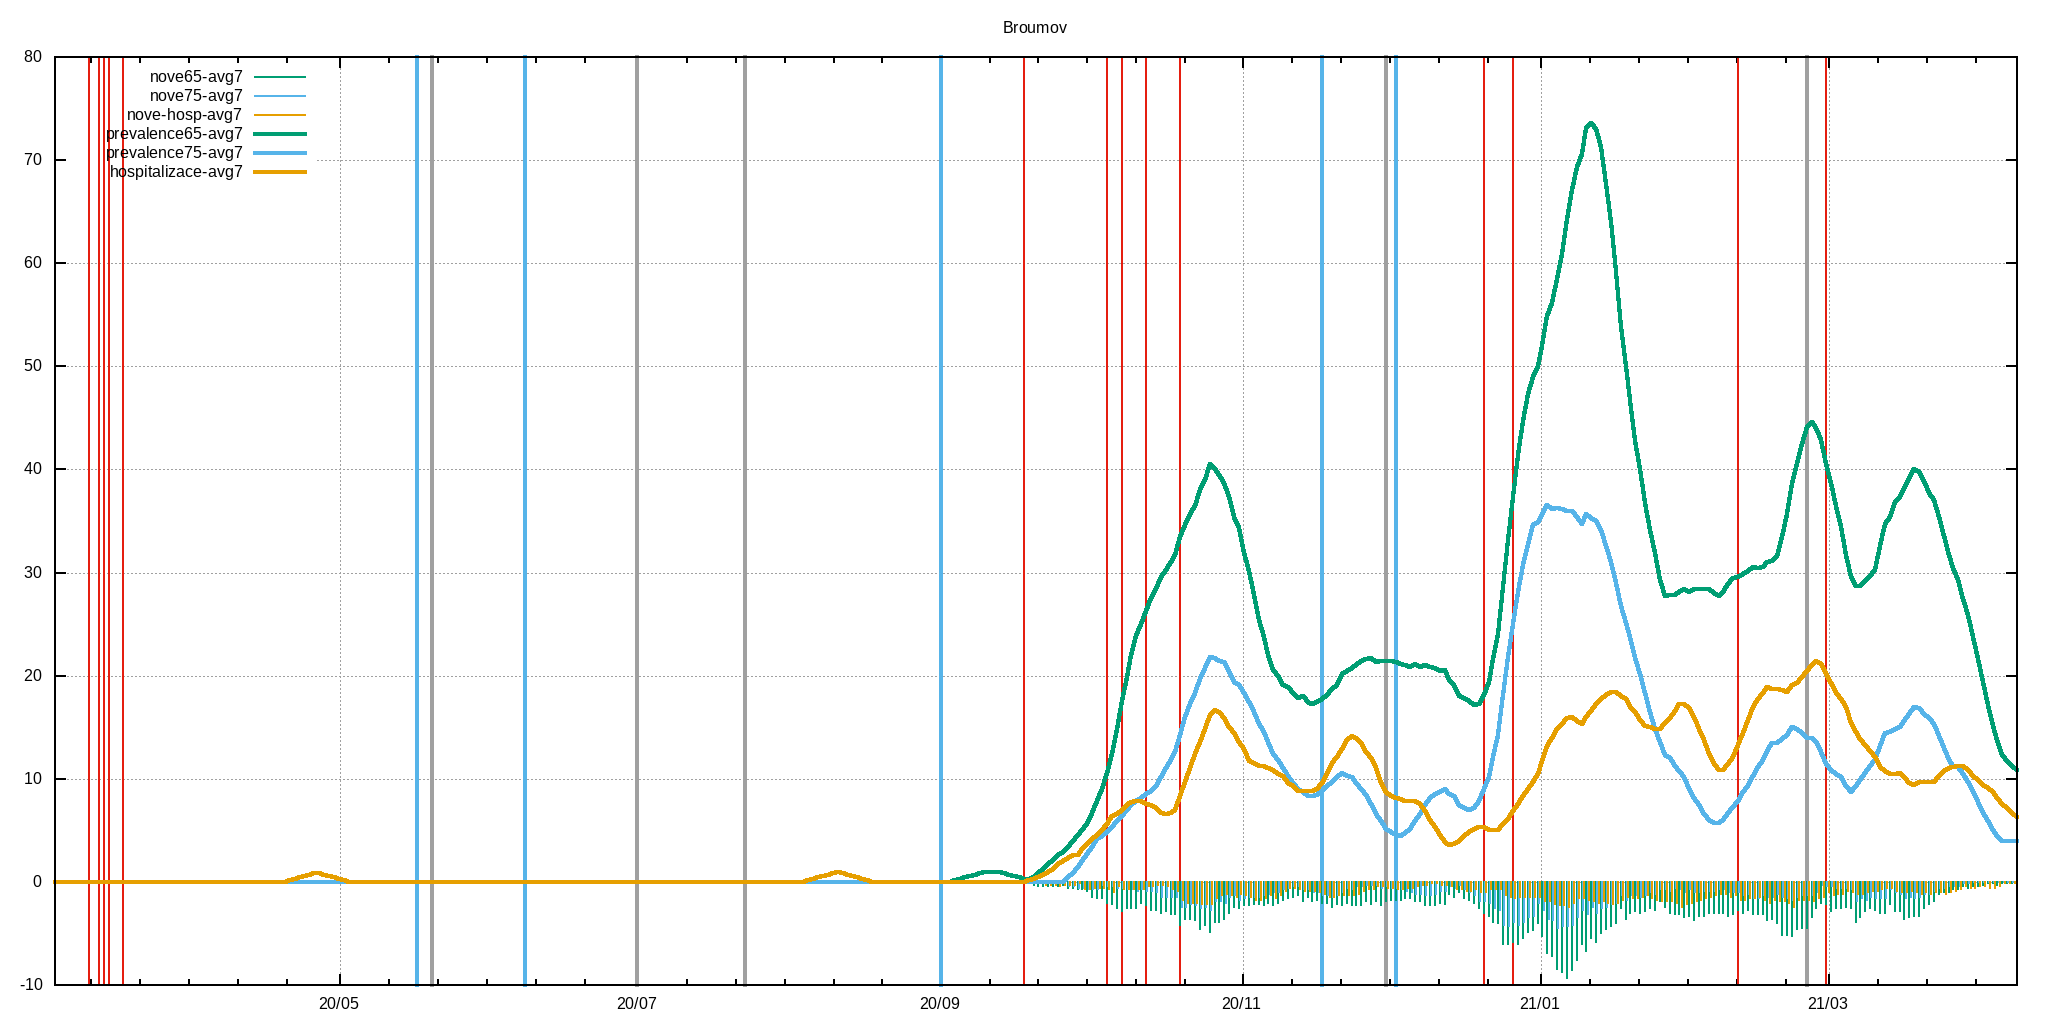 Broumov
80
70
60
50
40
30
20
10
0
-10
nove65-avg7
nove75-avg7
nove-hosp-avg7
prevalence65-avg7
prevalence75-avg7
hospitalizace-avg7
20/05 20/07 20/09 20/11 21/01 21/03